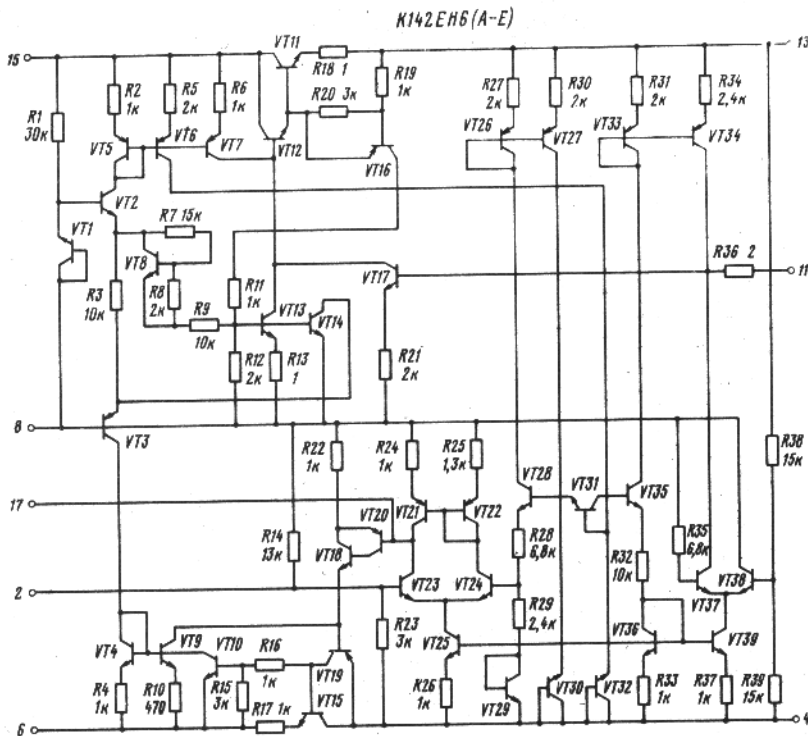 К142ЕН6(А-Е)
15
VT11
R18 1
13
R2
1к
R5
2к
R6
1к
R20 3к
R19
1к
R27
2к
R30
2к
R31
2к
R34
2,4к
R1
30к
VT5
VT6
VT7
VT12
VT16
VT26
VT27
VT33
VT34
VT2
R7 15к
VT1
VT8
R3
10к
R8
2к
R9
10к
R11
1к
VT13
VT14
VT17
R36 2
11
R12
2к
R13
1
R21
2к
8
VT3
R22
1к
R24
1к
R25
1,3к
R38
15к
17
R14
13к
VT20
VT18
VT21
VT22
VT28
VT31
VT35
R28
6,8к
R32
10к
R35
6,8к
VT38
VT37
2
VT23
VT24
R23
3к
R29
2,4к
VT4
VT9
VT10
R16
1к
VT19
VT25
VT36
VT39
R4
1к
R10
470
R15
3к
R17 1к
VT15
R26
1к
VT29
VT30
VT32
R33
1к
R37
1к
R39
15к
6
4